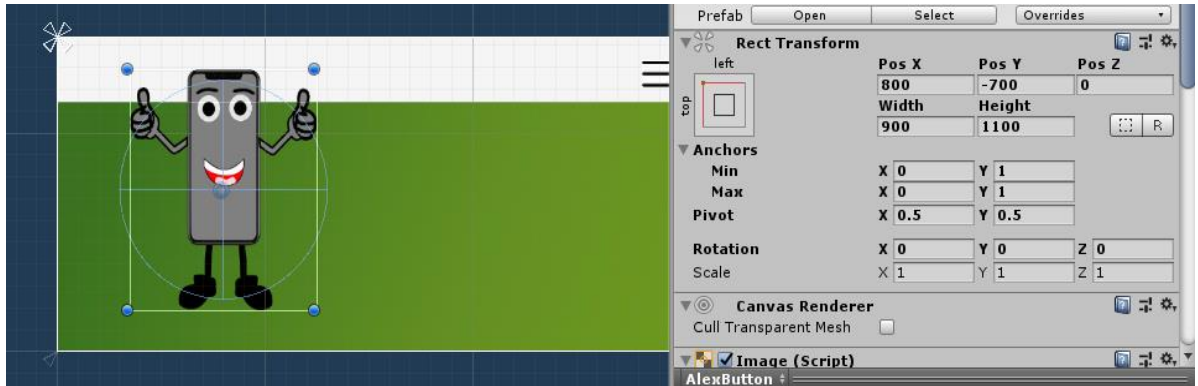 Prefab Open Select Overrides
Rect Transform
left
Pos X Pos Y Pos Z
800 -700 0
top
Width Height
900 1100 R
Anchors
Min X 0 Y 1
Max X 0 Y 1
Pivot X 0.5 Y 0.5
Rotation X 0 Y 0 Z 0
Scale X 1 Y 1 Z 1
Canvas Renderer
Cull Transparent Mesh
Image (Script)
AlexButton